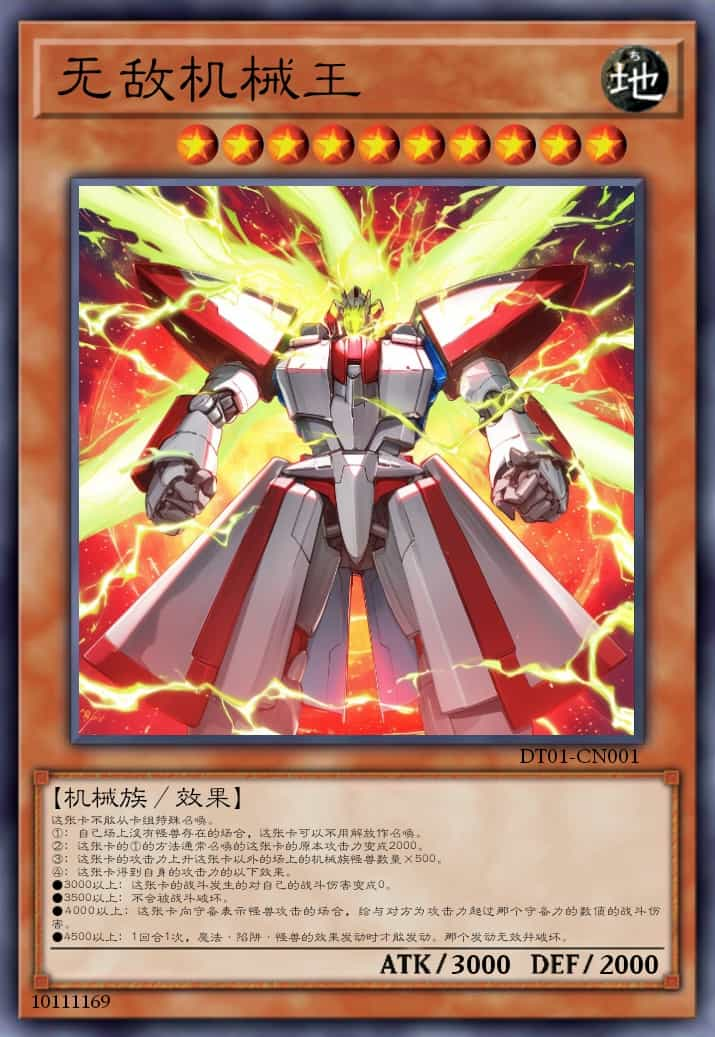 无敌机械王
ち
地
DT01-CN001
【机械族/效果】
这张卡不能从卡组特殊召唤。
①：自己场上没有怪兽存在的场合，这张卡可以不用解放作召唤。
②：这张卡的①的方法通常召唤的这张卡的原本攻击力变成2000。
③：这张卡的攻击力上升这张卡以外的场上的机械族怪兽数量×500。
④：这张卡得到自身的攻击力的以下效果。
●3000以上：这张卡的战斗发生的对自己的战斗伤害变成0。
●3500以上：不会被战斗破坏。
●4000以上：这张卡向守备表示怪兽攻击的场合，给与对方为攻击力超过那个守备力的数值的战斗伤
害。
●4500以上：1回合1次，魔法·陷阱·怪兽的效果发动时才能发动。那个发动无效并破坏。
ATK/3000 DEF/2000
10111169